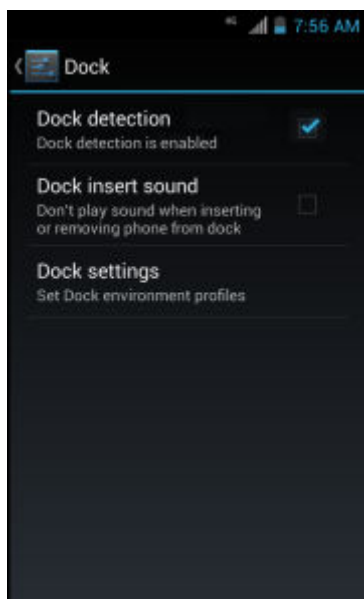 4G 7:56 AM
Dock
Dock detection
Dock detection is enabled
Dock insert sound
Don't play sound when inserting
or removing phone from dock
Dock settings
Set Dock environment profiles